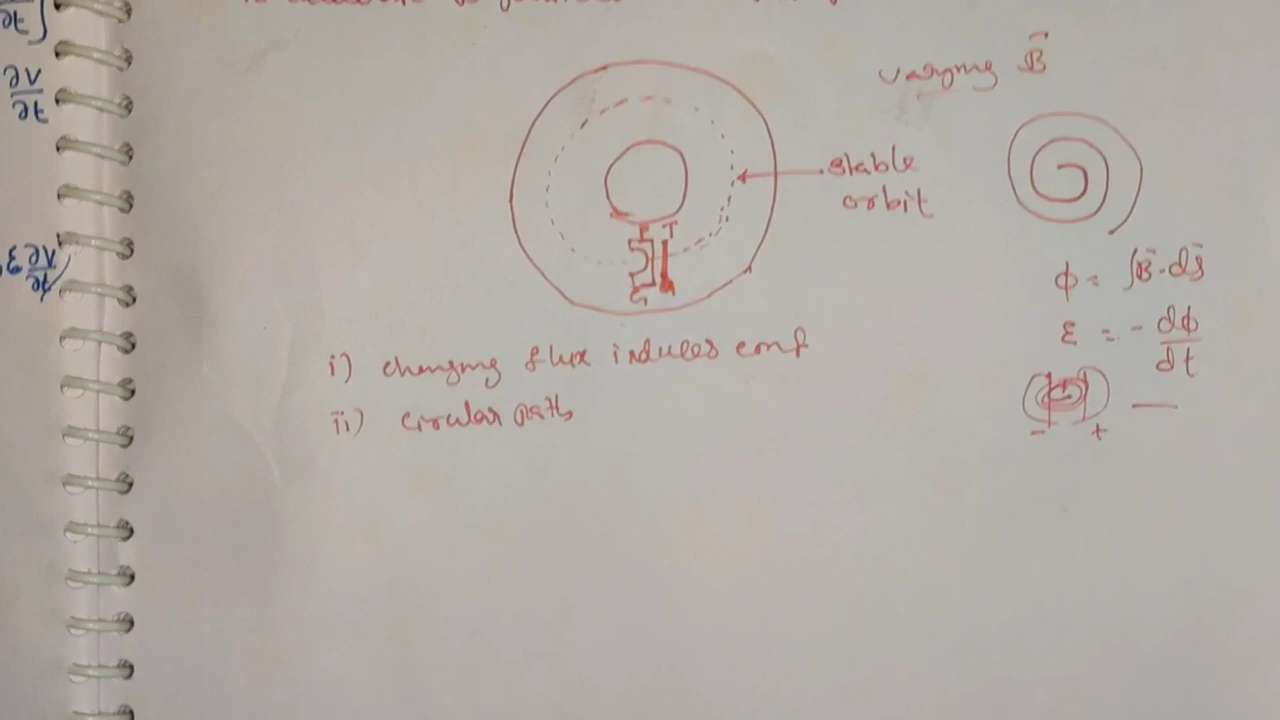 varying B⃗
stable
orbit
T
G
ϕ = ∫B⃗·dS⃗
ε = - dϕ/dt
i) changing flux induces emf
ii) circular path
- +